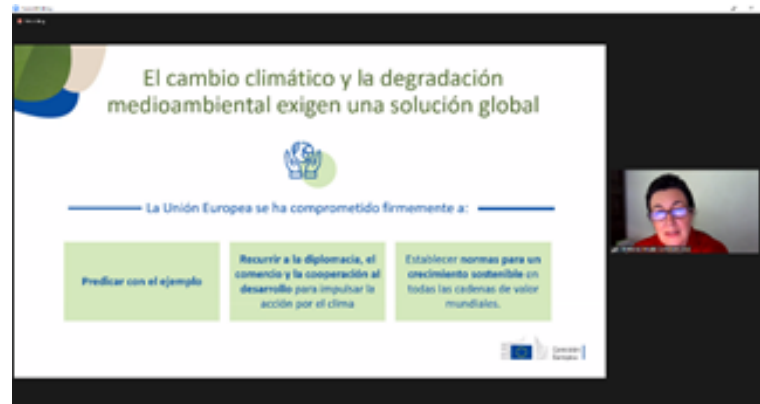 El cambio climático y la degradación
medioambiental exigen una solución global
La Unión Europea se ha comprometido firmemente a:
Predicar con el ejemplo
Recurrir a la diplomacia, el
comercio y la cooperación al
desarrollo para impulsar la
acción por el clima
Establecer normas para un
crecimiento sostenible en
todas las cadenas de valor
mundiales.
Comisión
Europea